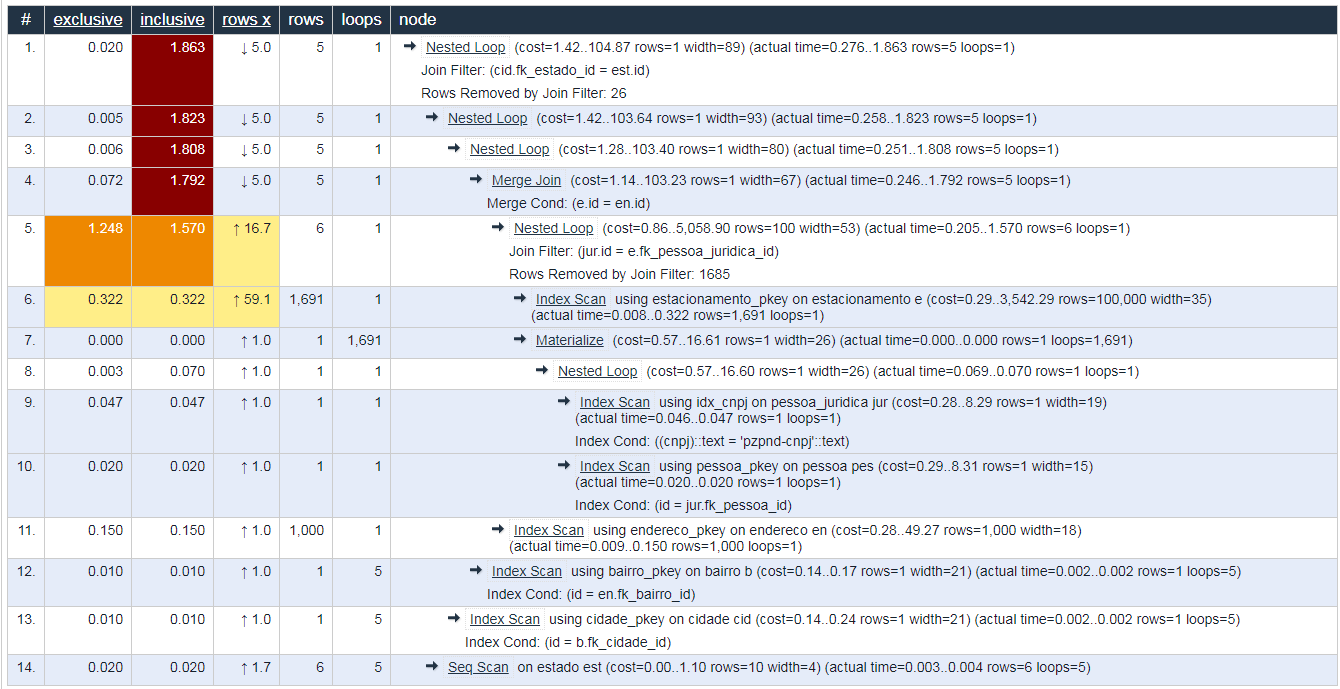 # exclusive inclusive rows x rows loops node
1. 0.020 1.863 ↓ 5.0 5 1 → Nested Loop (cost=1.42..104.87 rows=1 width=89) (actual time=0.276..1.863 rows=5 loops=1)
Join Filter: (cid.fk_estado_id = est.id)
Rows Removed by Join Filter: 26
2. 0.005 1.823 ↓ 5.0 5 1 → Nested Loop (cost=1.42..103.64 rows=1 width=93) (actual time=0.258..1.823 rows=5 loops=1)
3. 0.006 1.808 ↓ 5.0 5 1 → Nested Loop (cost=1.28..103.40 rows=1 width=80) (actual time=0.251..1.808 rows=5 loops=1)
4. 0.072 1.792 ↓ 5.0 5 1 → Merge Join (cost=1.14..103.23 rows=1 width=67) (actual time=0.246..1.792 rows=5 loops=1)
Merge Cond: (e.id = en.id)
5. 1.248 1.570 ↑ 16.7 6 1 → Nested Loop (cost=0.86..5,058.90 rows=100 width=53) (actual time=0.205..1.570 rows=6 loops=1)
Join Filter: (jur.id = e.fk_pessoa_juridica_id)
Rows Removed by Join Filter: 1685
6. 0.322 0.322 ↑ 59.1 1,691 1 → Index Scan using estacionamento_pkey on estacionamento e (cost=0.29..3,542.29 rows=100,000 width=35)
(actual time=0.008..0.322 rows=1,691 loops=1)
7. 0.000 0.000 ↑ 1.0 1 1,691 → Materialize (cost=0.57..16.61 rows=1 width=26) (actual time=0.000..0.000 rows=1 loops=1,691)
8. 0.003 0.070 ↑ 1.0 1 1 → Nested Loop (cost=0.57..16.60 rows=1 width=26) (actual time=0.069..0.070 rows=1 loops=1)
9. 0.047 0.047 ↑ 1.0 1 1 → Index Scan using idx_cnpj on pessoa_juridica jur (cost=0.28..8.29 rows=1 width=19)
(actual time=0.046..0.047 rows=1 loops=1)
Index Cond: ((cnpj)::text = 'pzpnd-cnpj'::text)
10. 0.020 0.020 ↑ 1.0 1 1 → Index Scan using pessoa_pkey on pessoa pes (cost=0.29..8.31 rows=1 width=15)
(actual time=0.020..0.020 rows=1 loops=1)
Index Cond: (id = jur.fk_pessoa_id)
11. 0.150 0.150 ↑ 1.0 1,000 1 → Index Scan using endereco_pkey on endereco en (cost=0.28..49.27 rows=1,000 width=18)
(actual time=0.009..0.150 rows=1,000 loops=1)
12. 0.010 0.010 ↑ 1.0 1 5 → Index Scan using bairro_pkey on bairro b (cost=0.14..0.17 rows=1 width=21) (actual time=0.002..0.002 rows=1 loops=5)
Index Cond: (id = en.fk_bairro_id)
13. 0.010 0.010 ↑ 1.0 1 5 → Index Scan using cidade_pkey on cidade cid (cost=0.14..0.24 rows=1 width=21) (actual time=0.002..0.002 rows=1 loops=5)
Index Cond: (id = b.fk_cidade_id)
14. 0.020 0.020 ↑ 1.7 6 5 → Seq Scan on estado est (cost=0.00..1.10 rows=10 width=4) (actual time=0.003..0.004 rows=6 loops=5)